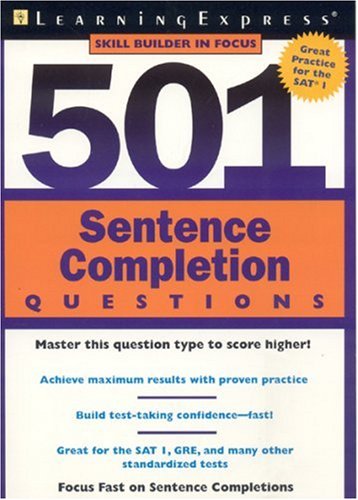 LEARNINGEXPRESS®
SKILL BUILDER IN FOCUS
Great
Practice
for the
SAT* I
501
Sentence
Completion
QUESTIONS
Master this question type to score higher!
Achieve maximum results with proven practice
Build test-taking confidence—fast!
Great for the SAT I, GRE, and many other
standardized tests
Focus Fast on Sentence Completions